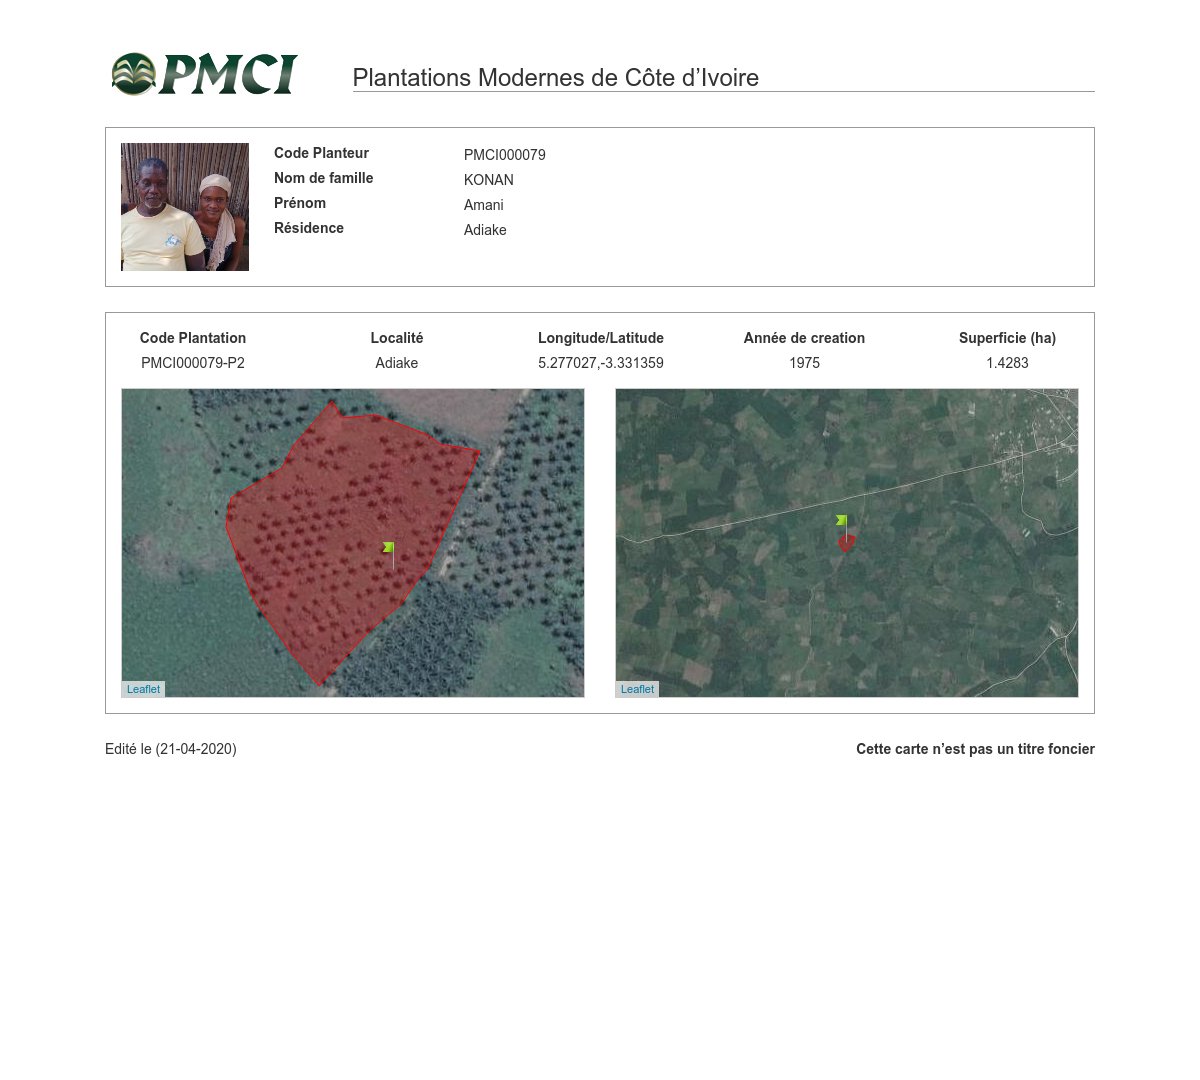 PMCI
Plantations Modernes de Côte d’Ivoire
Code Planteur PMCI000079
Nom de famille KONAN
Prénom Amani
Résidence Adiake
Code Plantation Localité Longitude/Latitude Année de creation Superficie (ha)
PMCI000079-P2 Adiake 5.277027,-3.331359 1975 1.4283
Leaflet Leaflet
Edité le (21-04-2020) Cette carte n’est pas un titre foncier